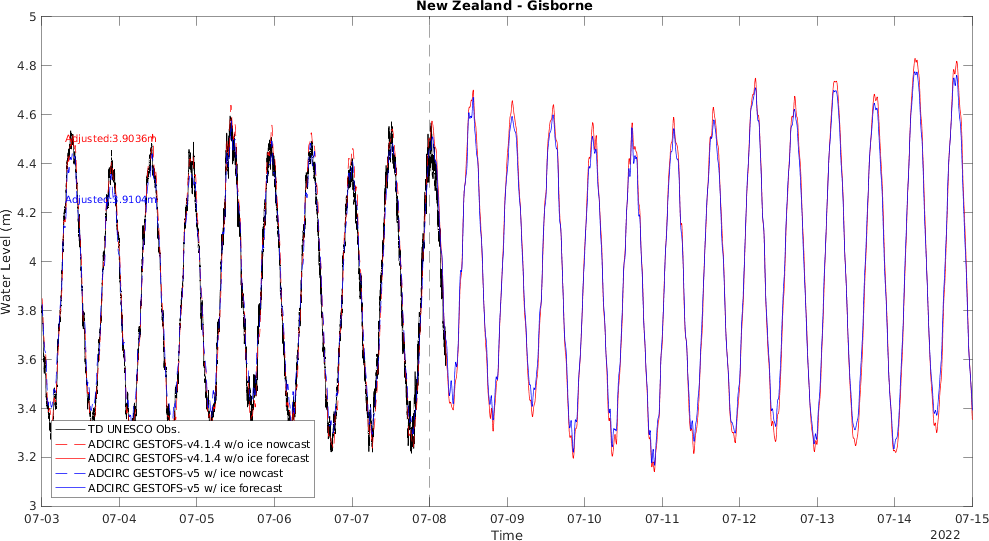 New Zealand - Gisborne
Water Level (m)
5
4.8
4.6
4.4
4.2
4
3.8
3.6
3.4
3.2
3
Adjusted:3.9036m
Adjusted:3.9104m
TD UNESCO Obs.
ADCIRC GESTOFS-v4.1.4 w/o ice nowcast
ADCIRC GESTOFS-v4.1.4 w/o ice forecast
ADCIRC GESTOFS-v5 w/ ice nowcast
ADCIRC GESTOFS-v5 w/ ice forecast
07-03 07-04 07-05 07-06 07-07 07-08 07-09 07-10 07-11 07-12 07-13 07-14 07-15
Time
2022